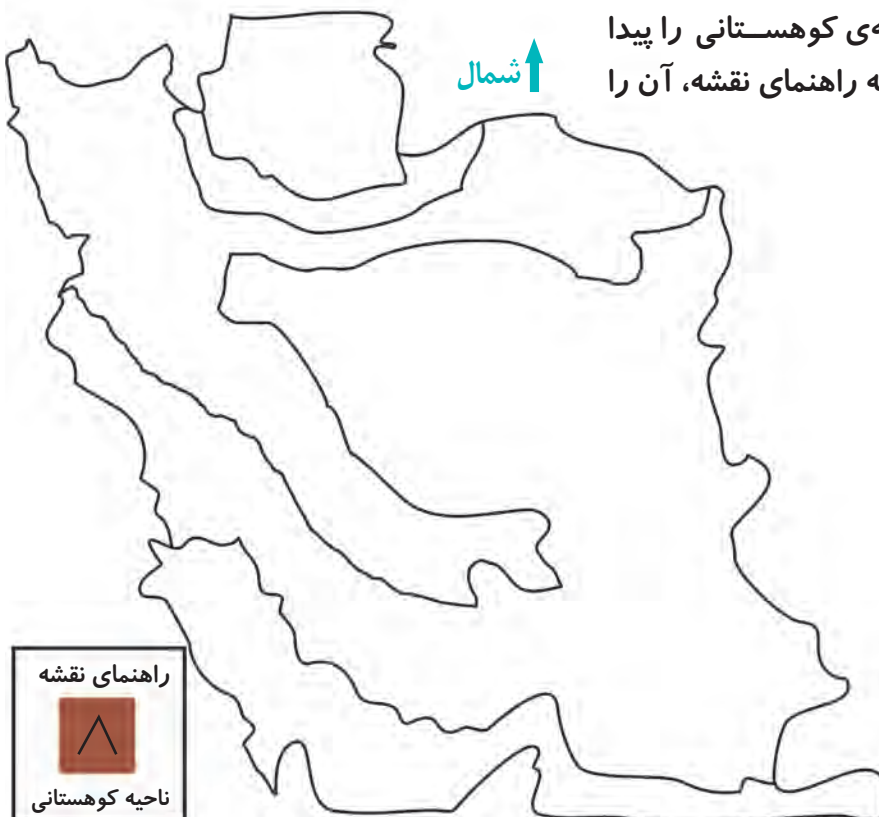 ی کوهستانی را پیدا
ه راهنمای نقشه، آن را
شمال
راهنمای نقشه
ناحیه کوهستانی